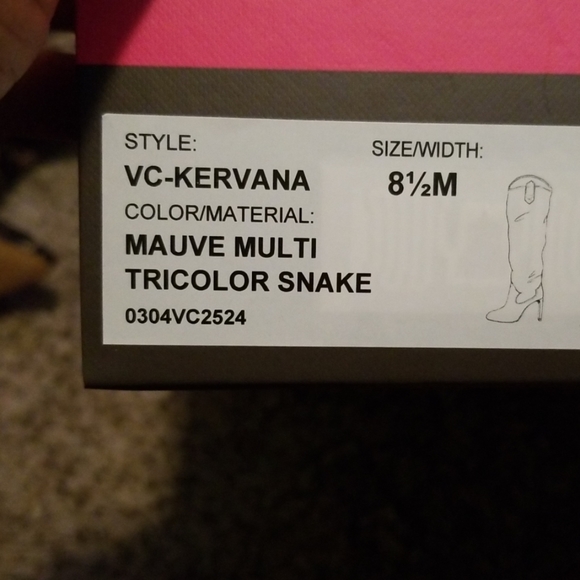 STYLE:
SIZE/WIDTH:
VC-KERVANA
8½M
COLOR/MATERIAL:
MAUVE MULTI
TRICOLOR SNAKE
0304VC2524